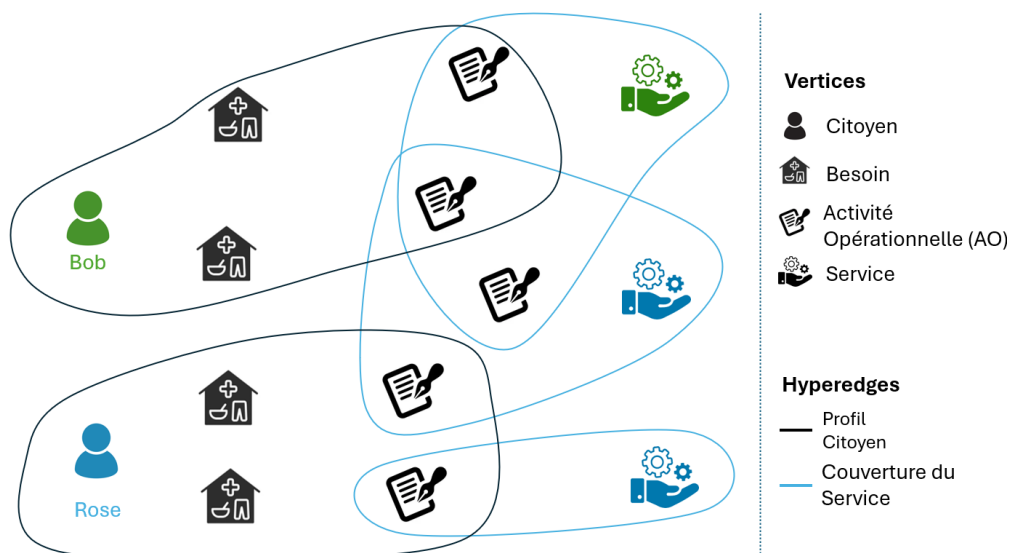 Bob
Rose
Vertices
Citoyen
Besoin
Activité
Opérationnelle (AO)
Service
Hyperedges
Profil
Citoyen
Couverture du
Service